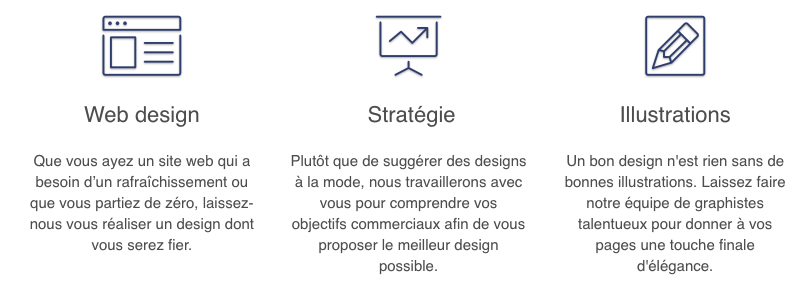 Web design
Que vous ayez un site web qui a
besoin d'un rafraîchissement ou
que vous partiez de zéro, laissez-
nous vous réaliser un design dont
vous serez fier.
Stratégie
Plutôt que de suggérer des designs
à la mode, nous travaillerons avec
vous pour comprendre vos
objectifs commerciaux afin de vous
proposer le meilleur design
possible.
Illustrations
Un bon design n'est rien sans de
bonnes illustrations. Laissez faire
notre équipe de graphistes
talentueux pour donner à vos
pages une touche finale
d'élégance.